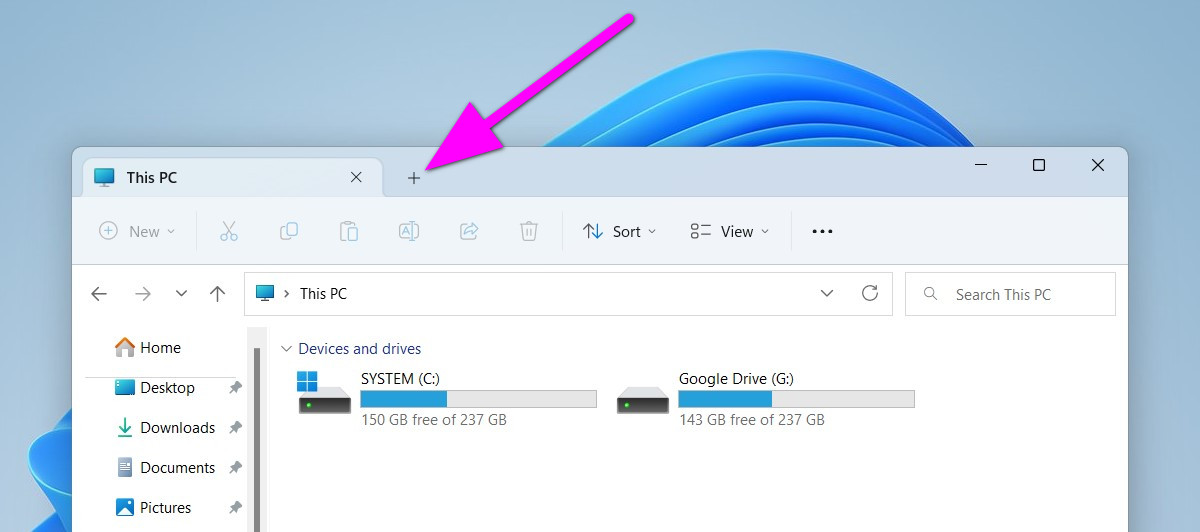 This PC
New
Sort
View
This PC
Search This PC
Home
Desktop
Downloads
Documents
Pictures
Devices and drives
SYSTEM (C:)
150 GB free of 237 GB
Google Drive (G:)
143 GB free of 237 GB